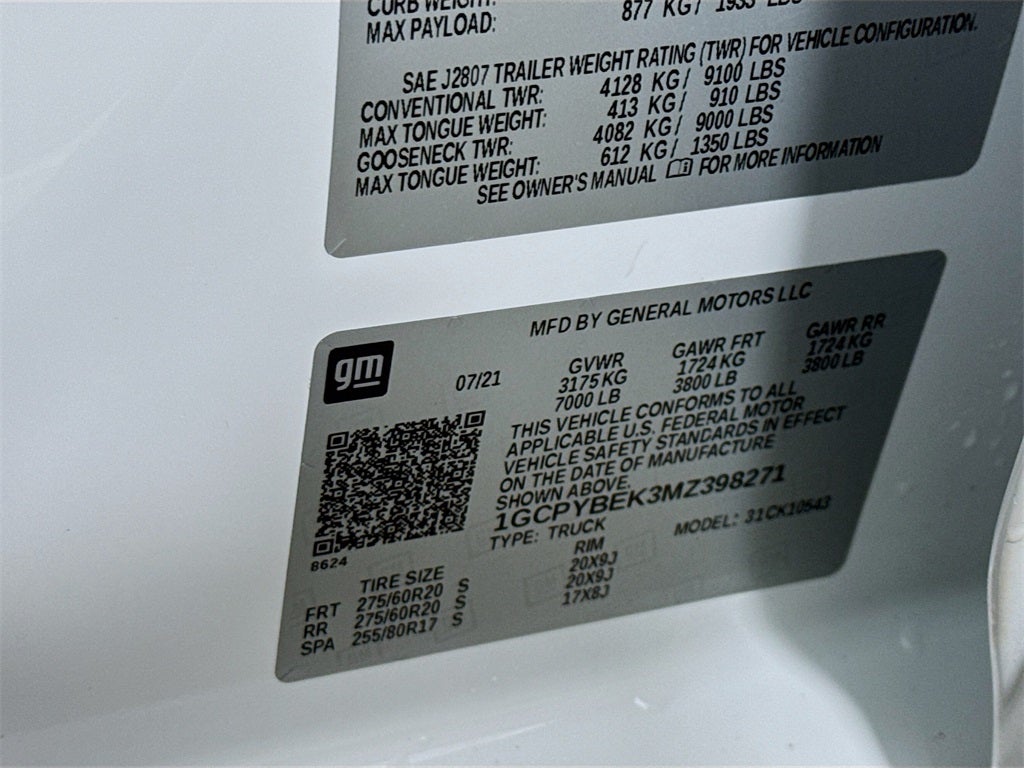 CURB WEIGHT:
MAX PAYLOAD: 877 KG/ 1933 LBS
SAE J2807 TRAILER WEIGHT RATING (TWR) FOR VEHICLE CONFIGURATION.
CONVENTIONAL TWR: 4128 KG/ 9100 LBS
MAX TONGUE WEIGHT: 413 KG/ 910 LBS
GOOSENECK TWR: 4082 KG/ 9000 LBS
MAX TONGUE WEIGHT: 612 KG/ 1350 LBS
SEE OWNER'S MANUAL FOR MORE INFORMATION
MFD BY GENERAL MOTORS LLC
gm
07/21
GVWR GAWR FRT GAWR RR
3175 KG 1724 KG 1724 KG
7000 LB 3800 LB 3800 LB
THIS VEHICLE CONFORMS TO ALL
APPLICABLE U.S. FEDERAL MOTOR
VEHICLE SAFETY STANDARDS IN EFFECT
ON THE DATE OF MANUFACTURE
SHOWN ABOVE.
1GCPYBEK3MZ398271
TYPE: TRUCK MODEL: 31CK10543
8624
TIRE SIZE RIM
FRT 275/60R20 S 20X9J
RR 275/60R20 S 20X9J
SPA 255/80R17 S 17X8J